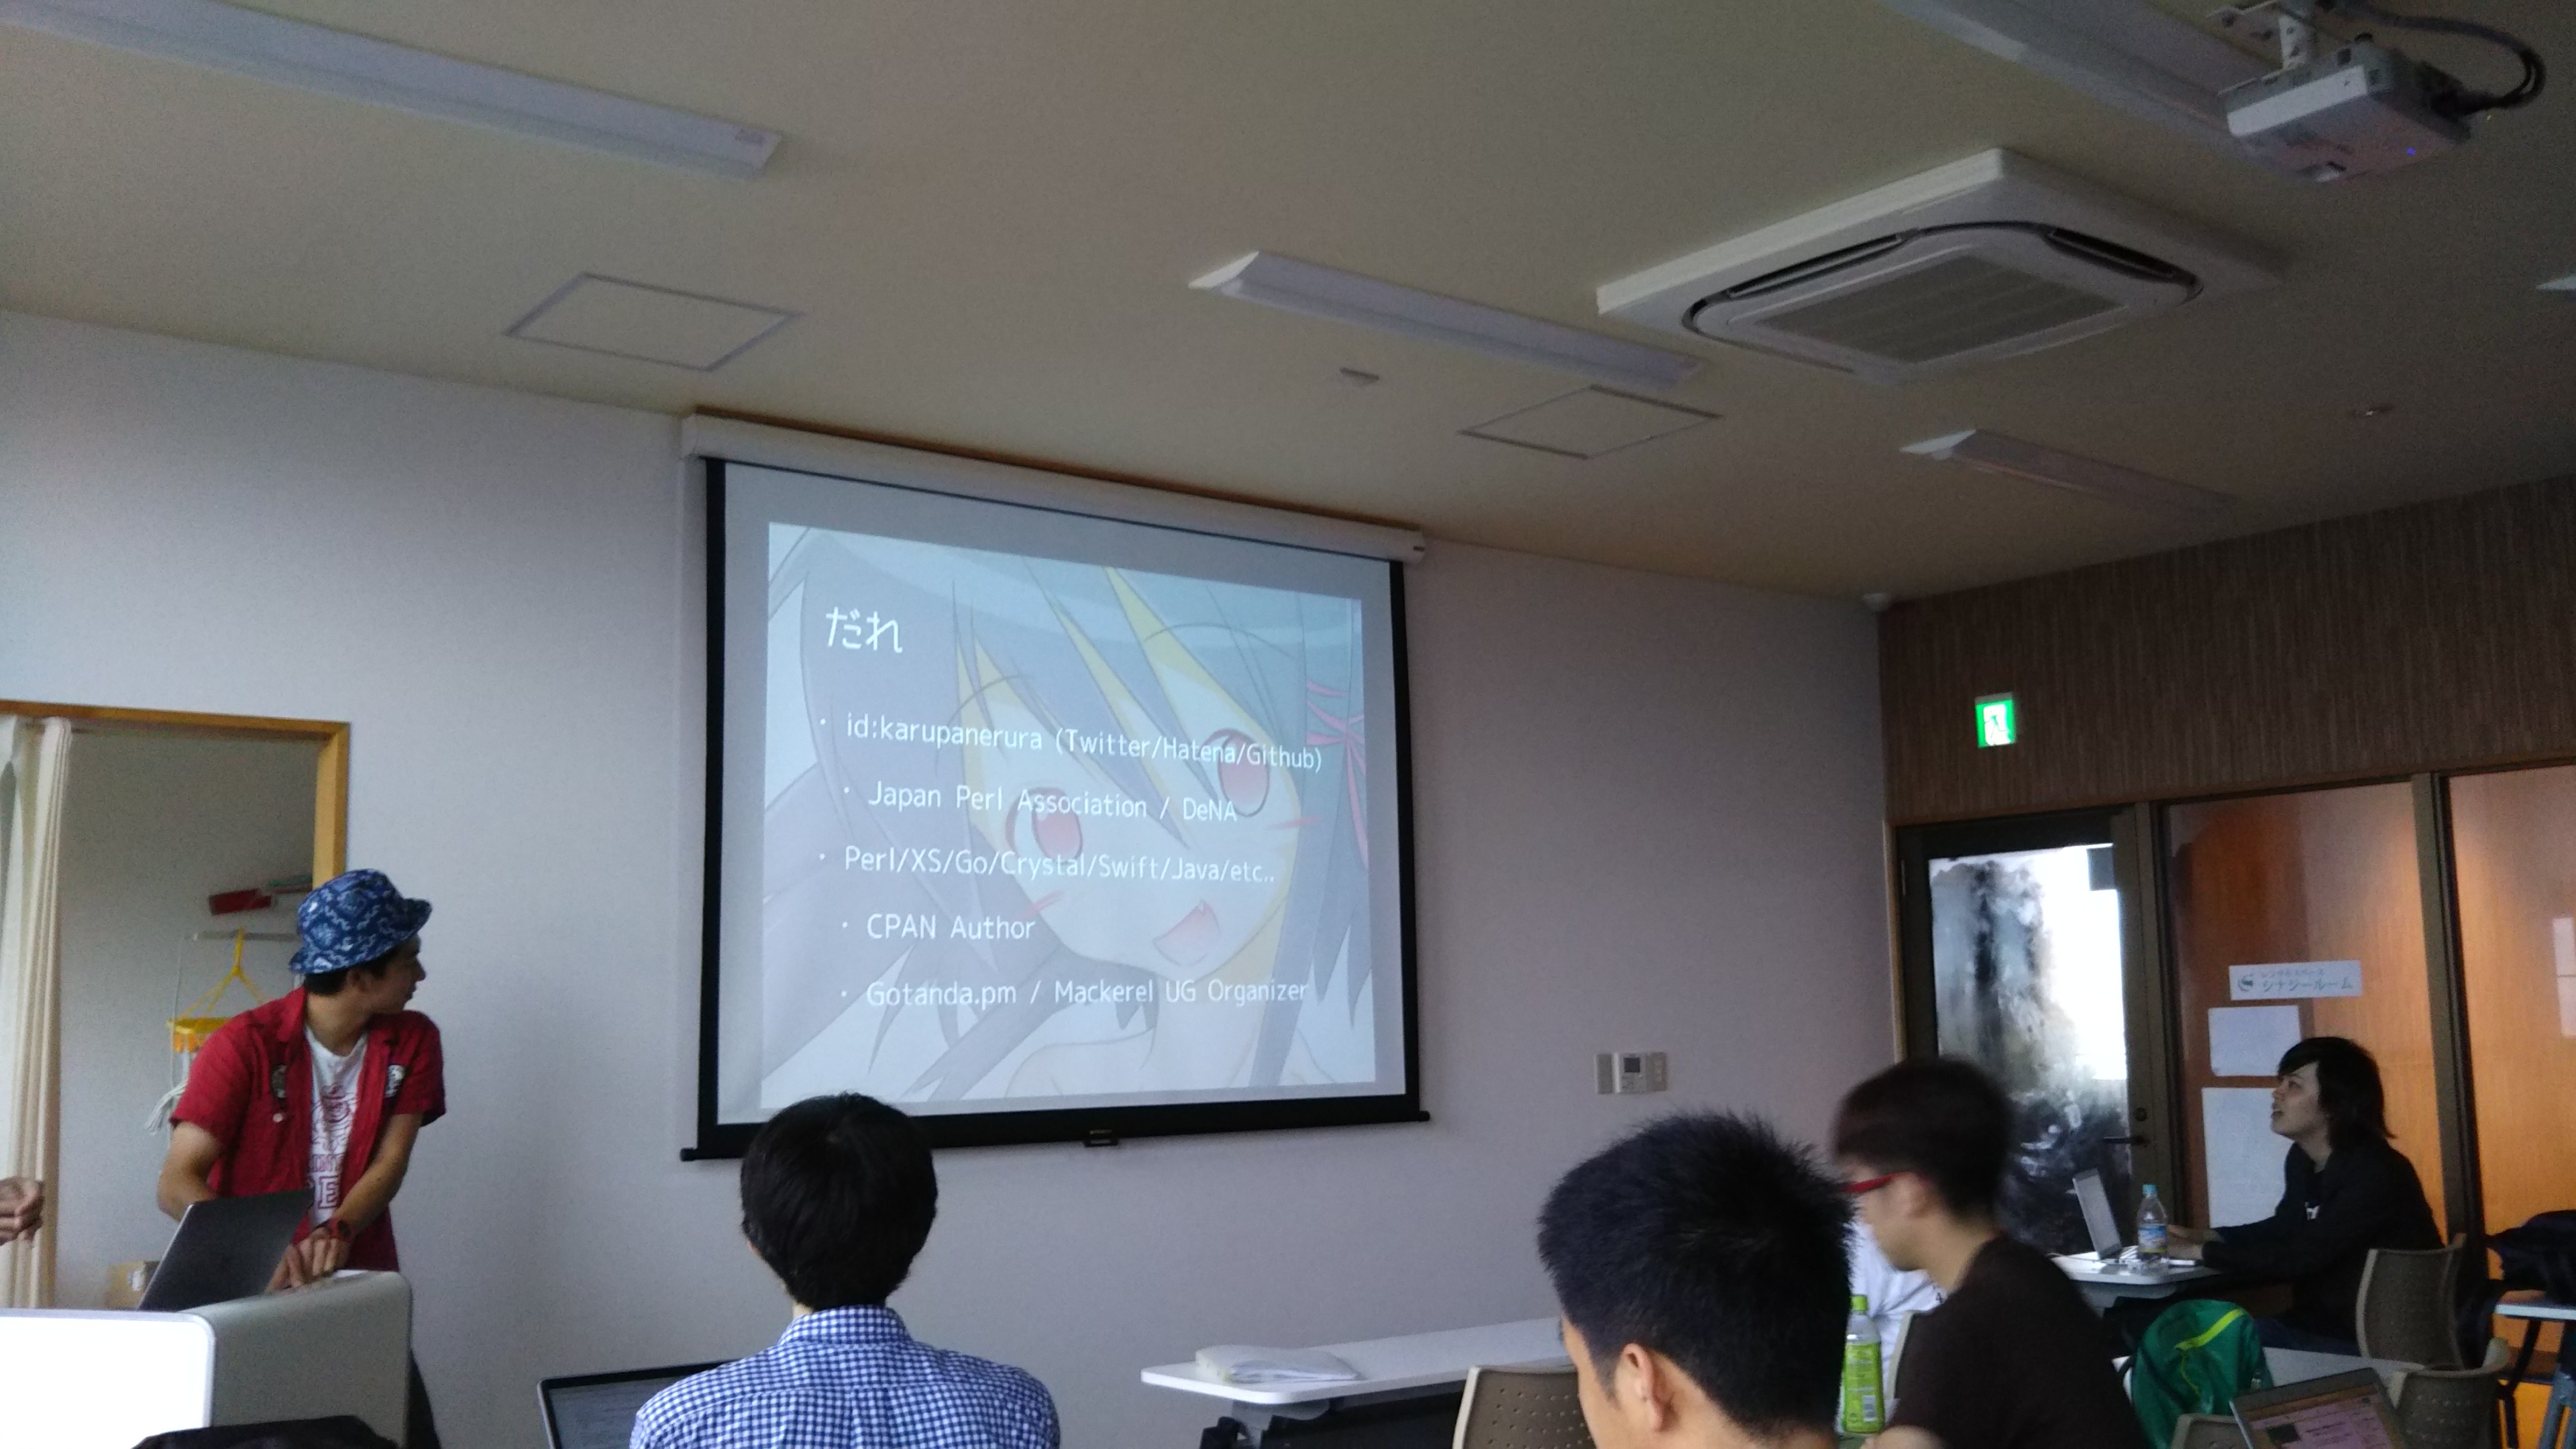 だれ
・ id:karupanerura (Twitter/Hatena/Github)
・ Japan Perl Association / DeNA
・ Perl/XS/Go/Crystal/Swift/Java/etc..
・ CPAN Author
・ Gotanda.pm / Mackerel UG Organizer
シナジールーム